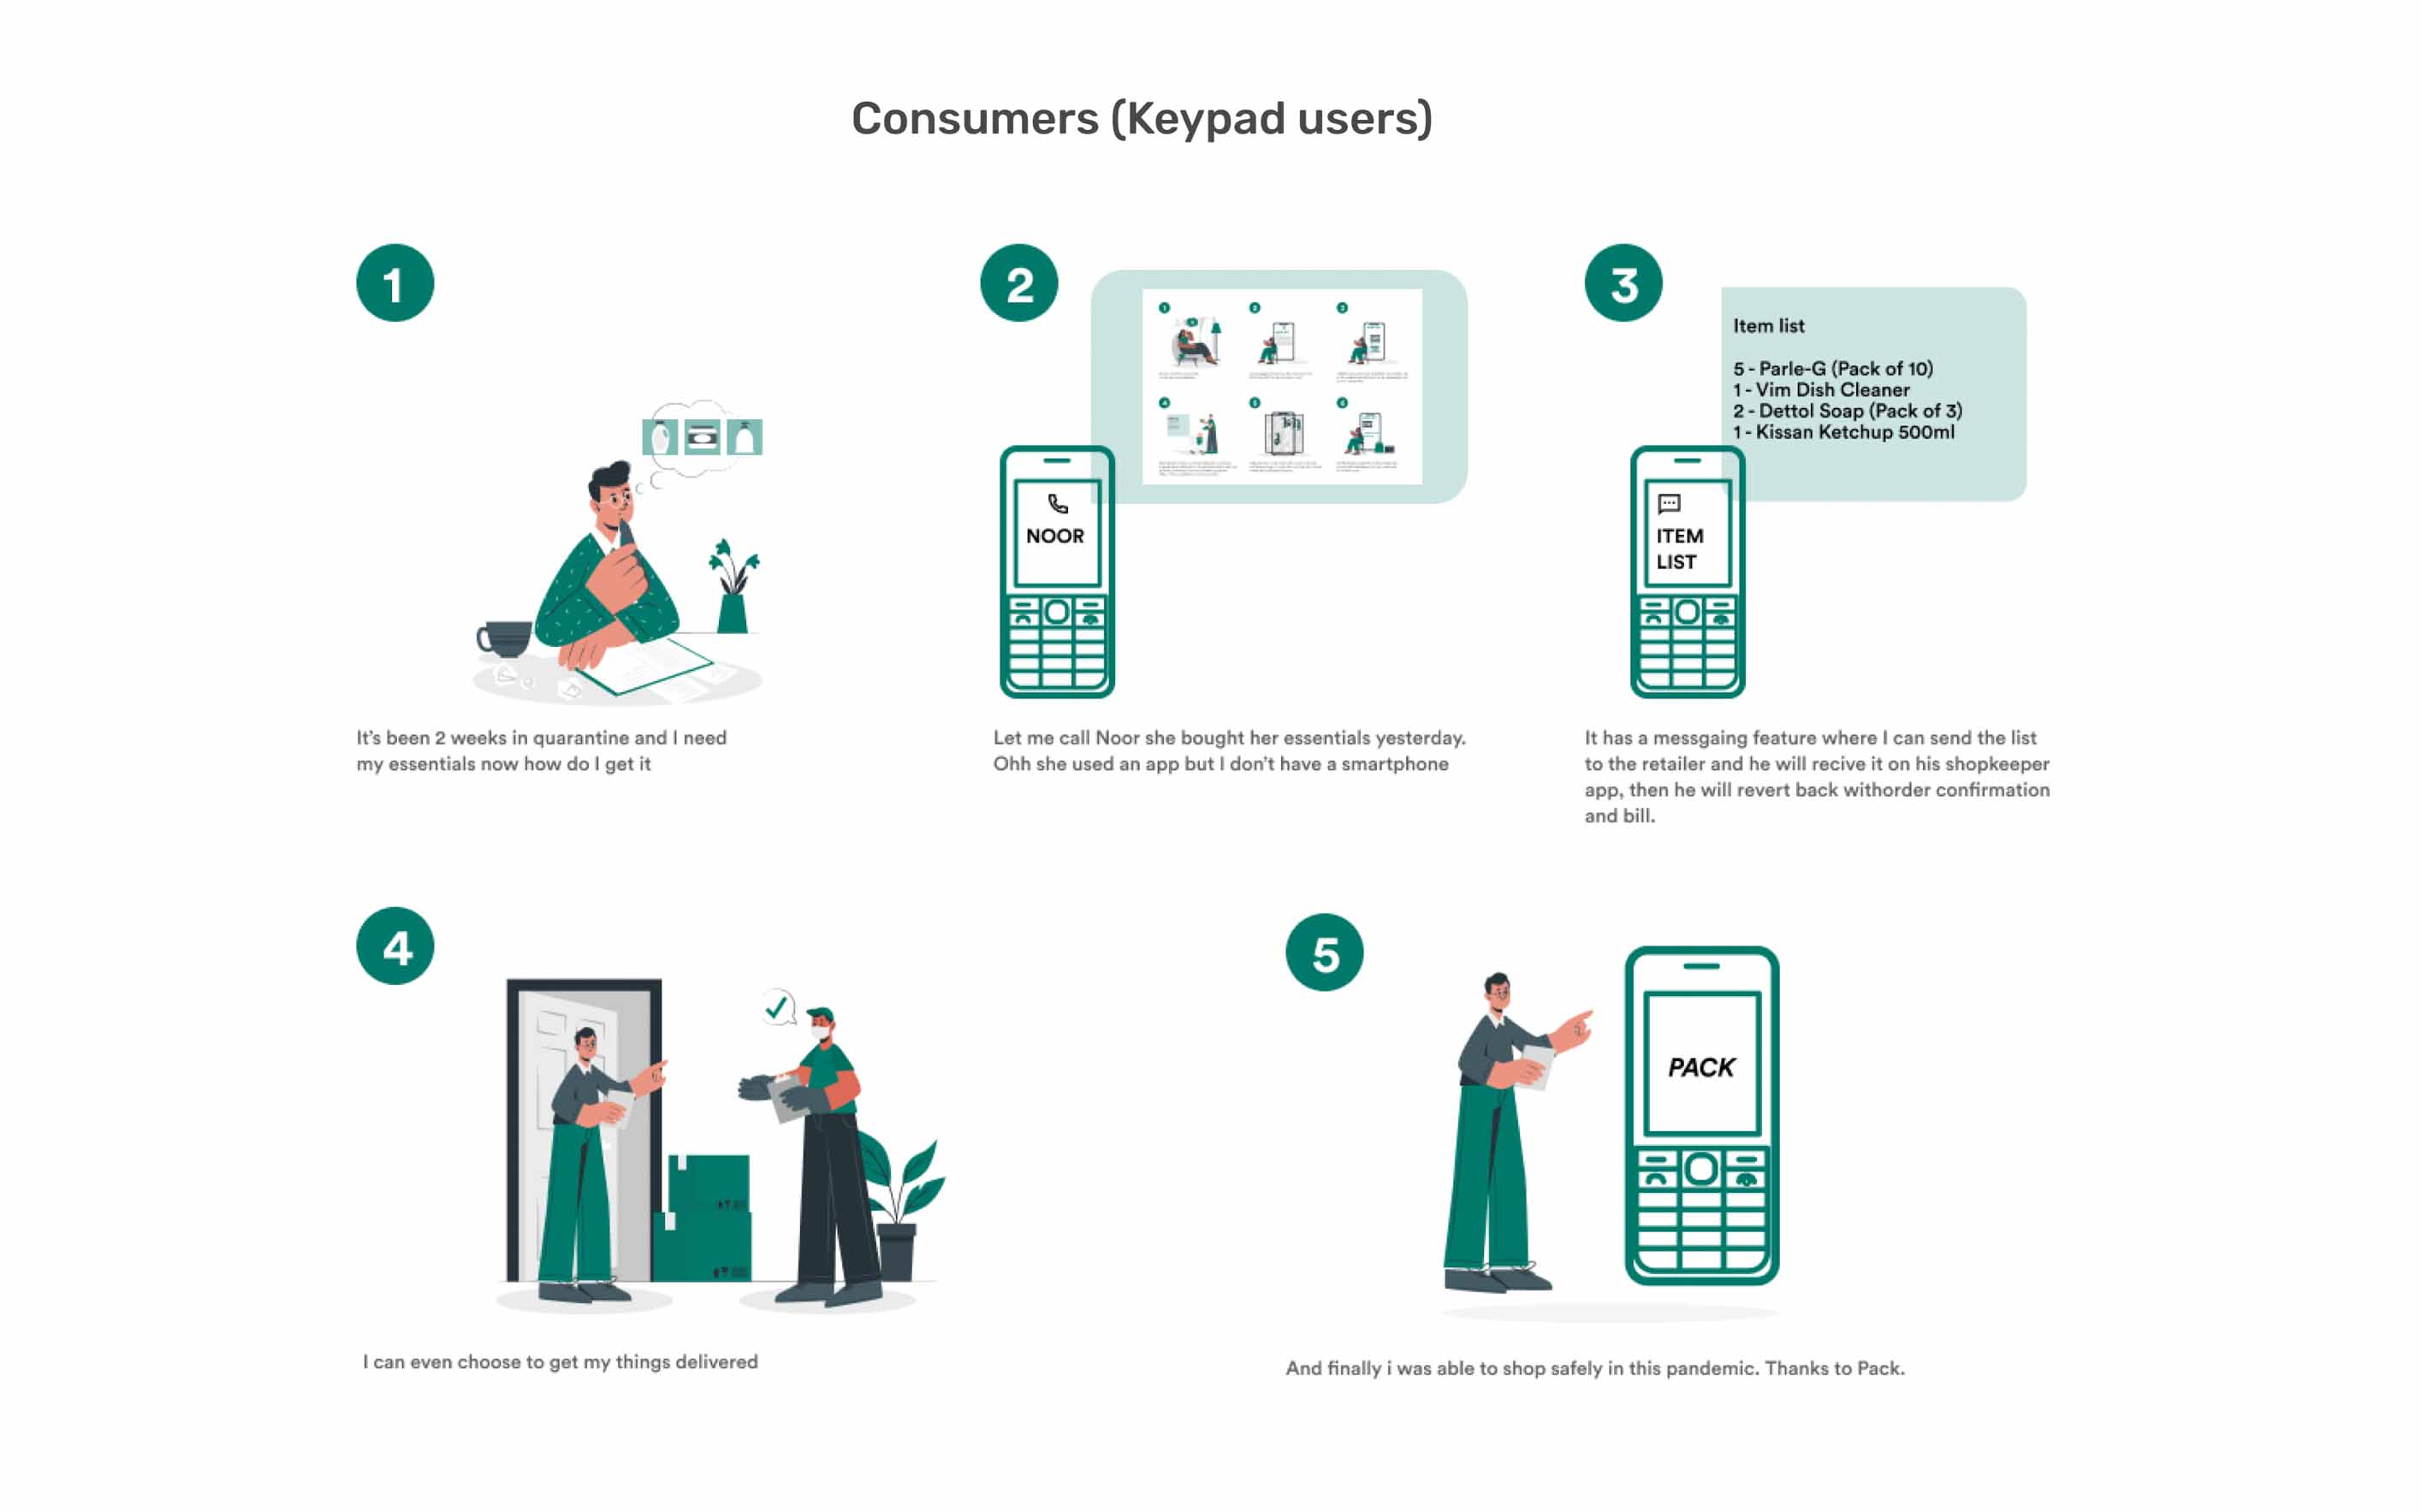 Consumers (Keypad users)
1
It's been 2 weeks in quarantine and I need
my essentials now how do I get it
2
1
2
3
4
5
6
NOOR
Let me call Noor she bought her essentials yesterday.
Ohh she used an app but I don't have a smartphone
3
Item list
5 - Parle-G (Pack of 10)
1 - Vim Dish Cleaner
2 - Dettol Soap (Pack of 3)
1 - Kissan Ketchup 500ml
ITEM
LIST
It has a messgaing feature where I can send the list
to the retailer and he will recive it on his shopkeeper
app, then he will revert back withorder confirmation
and bill.
4
I can even choose to get my things delivered
5
PACK
And finally i was able to shop safely in this pandemic. Thanks to Pack.